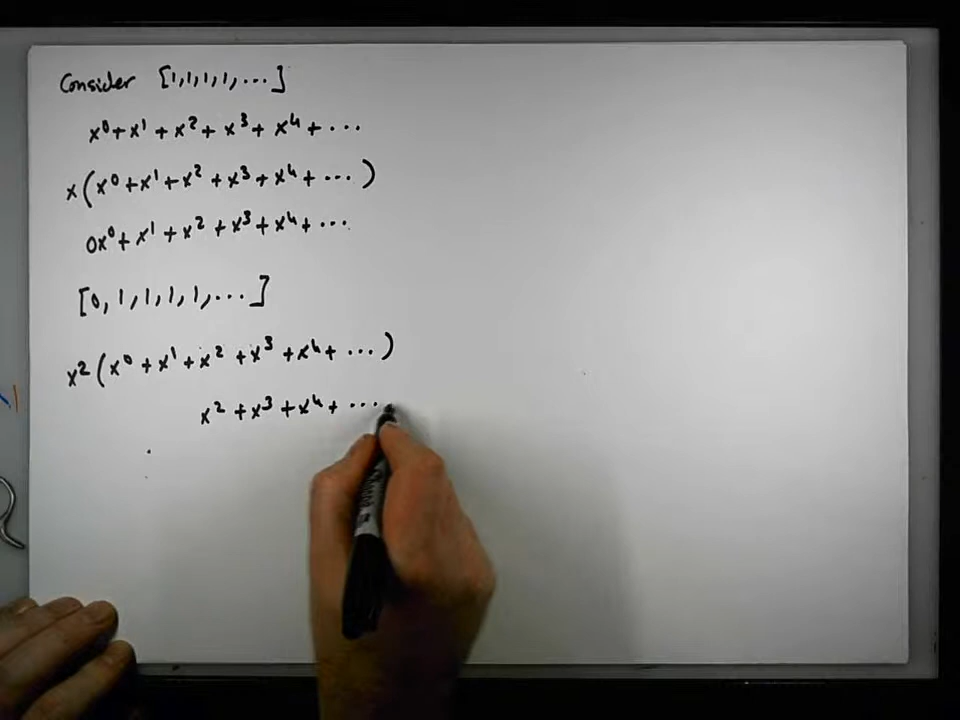 Consider [1,1,1,1,...]
x⁰+x¹+x²+x³+x⁴+...
x(x⁰+x¹+x²+x³+x⁴+...)
0x⁰+x¹+x²+x³+x⁴+...
[0,1,1,1,1,...]
x²(x⁰+x¹+x²+x³+x⁴+...)
x²+x³+x⁴+...